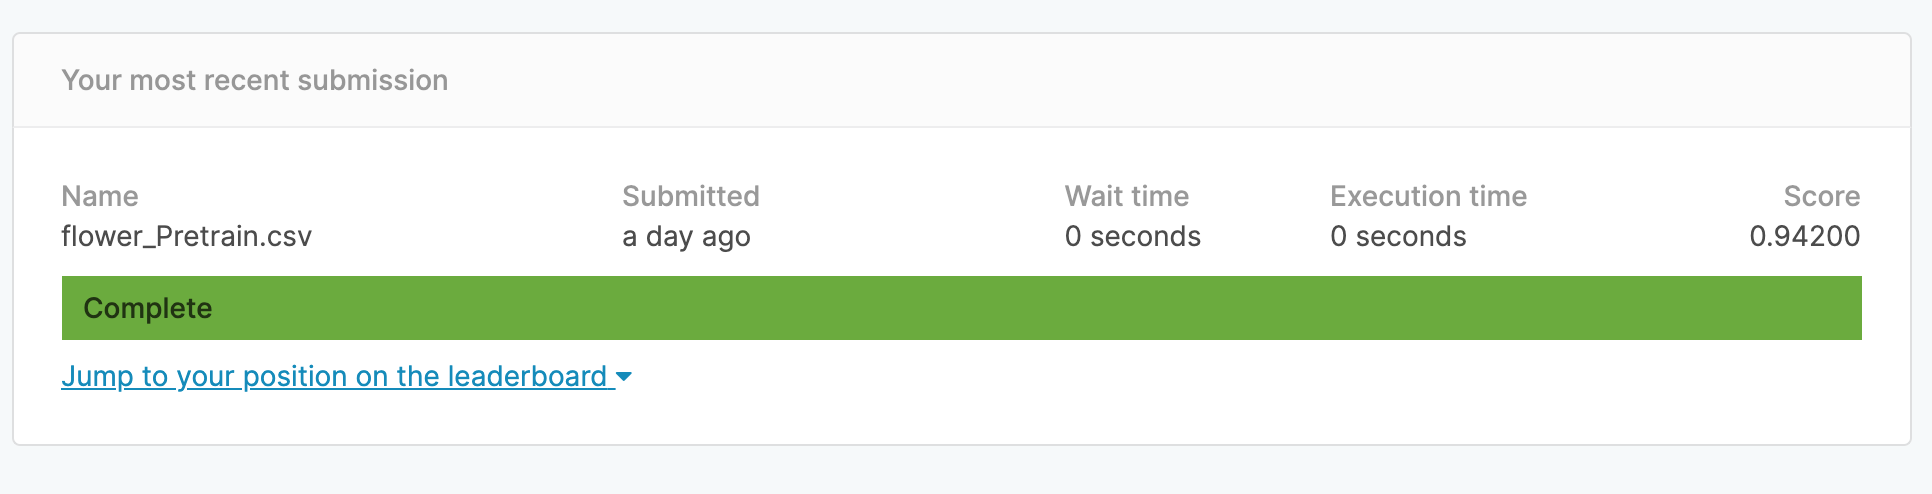 Your most recent submission
Name Submitted Wait time Execution time Score
flower_Pretrain.csv a day ago 0 seconds 0 seconds 0.94200
Complete
Jump to your position on the leaderboard